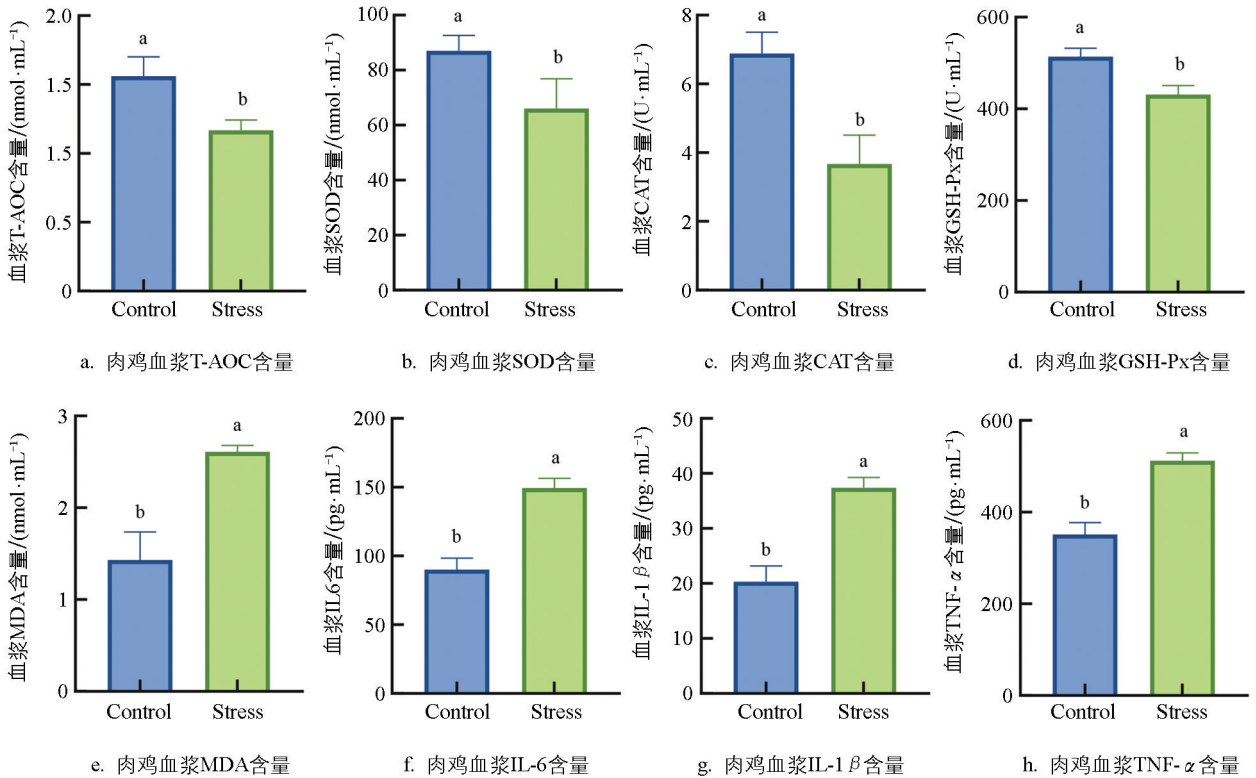 血浆T-AOC含量/(nmol·mL⁻¹)
2.0
1.5
1.5
0.5
0
a
b
Control Stress
a. 肉鸡血浆T-AOC含量
血浆SOD含量/(nmol·mL⁻¹)
100
80
60
40
20
0
a
b
Control Stress
b. 肉鸡血浆SOD含量
血浆CAT含量/(U·mL⁻¹)
8
6
4
2
0
a
b
Control Stress
c. 肉鸡血浆CAT含量
血浆GSH-Px含量/(U·mL⁻¹)
600
400
200
0
a
b
Control Stress
d. 肉鸡血浆GSH-Px含量
血浆MDA含量/(nmol·mL⁻¹)
3
2
1
0
b
a
Control Stress
e. 肉鸡血浆MDA含量
血浆IL6含量/(pg·mL⁻¹)
200
150
100
50
0
b
a
Control Stress
f. 肉鸡血浆IL-6含量
血浆IL-1β含量/(pg·mL⁻¹)
50
40
30
20
10
0
b
a
Control Stress
g. 肉鸡血浆IL-1β含量
血浆TNF-α含量/(pg·mL⁻¹)
600
400
200
0
b
a
Control Stress
h. 肉鸡血浆TNF-α含量